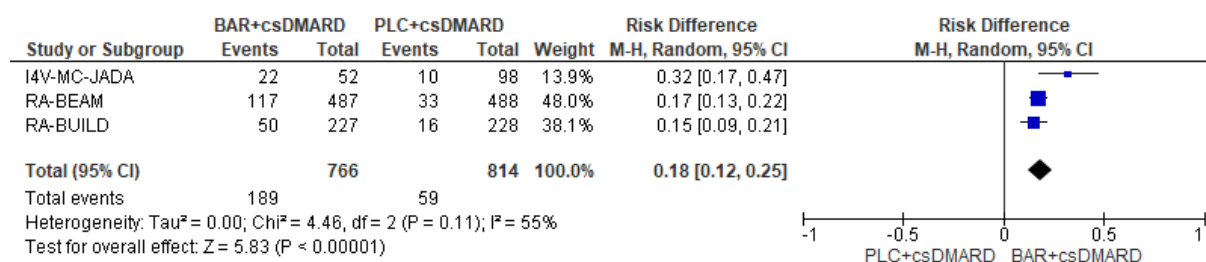 BAR+csDMARD PLC+csDMARD Risk Difference Risk Difference
Study or Subgroup Events Total Events Total Weight M-H, Random, 95% CI M-H, Random, 95% CI
I4V-MC-JADA 22 52 10 98 13.9% 0.32 [0.17, 0.47]
RA-BEAM 117 487 33 488 48.0% 0.17 [0.13, 0.22]
RA-BUILD 50 227 16 228 38.1% 0.15 [0.09, 0.21]
Total (95% CI) 766 814 100.0% 0.18 [0.12, 0.25]
Total events 189 59
Heterogeneity: Tau² = 0.00; Chi² = 4.46, df = 2 (P = 0.11); I² = 55%
Test for overall effect: Z = 5.83 (P < 0.00001)
-1 -0.5 0 0.5 1
PLC+csDMARD BAR+csDMARD